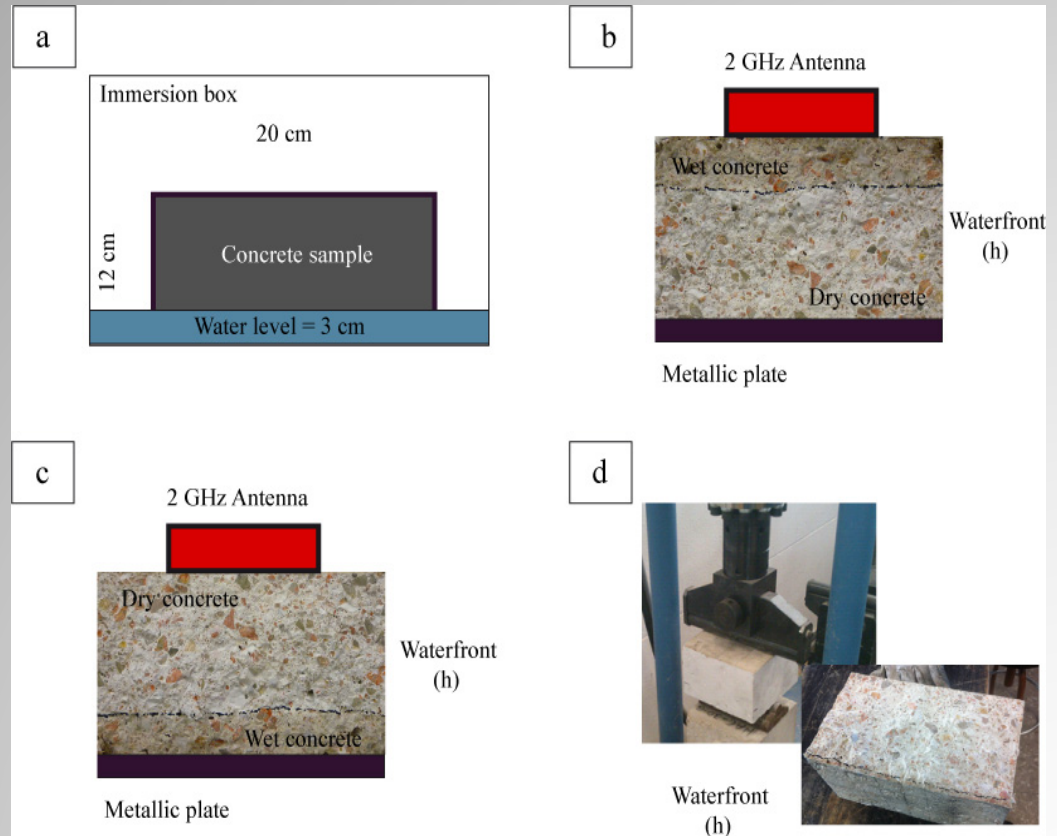 a
Immersion box
20 cm
12 cm
Concrete sample
Water level = 3 cm
b
2 GHz Antenna
Wet concrete
Waterfront
(h)
Dry concrete
Metallic plate
c
2 GHz Antenna
Dry concrete
Waterfront
(h)
Wet concrete
Metallic plate
d
Waterfront
(h)